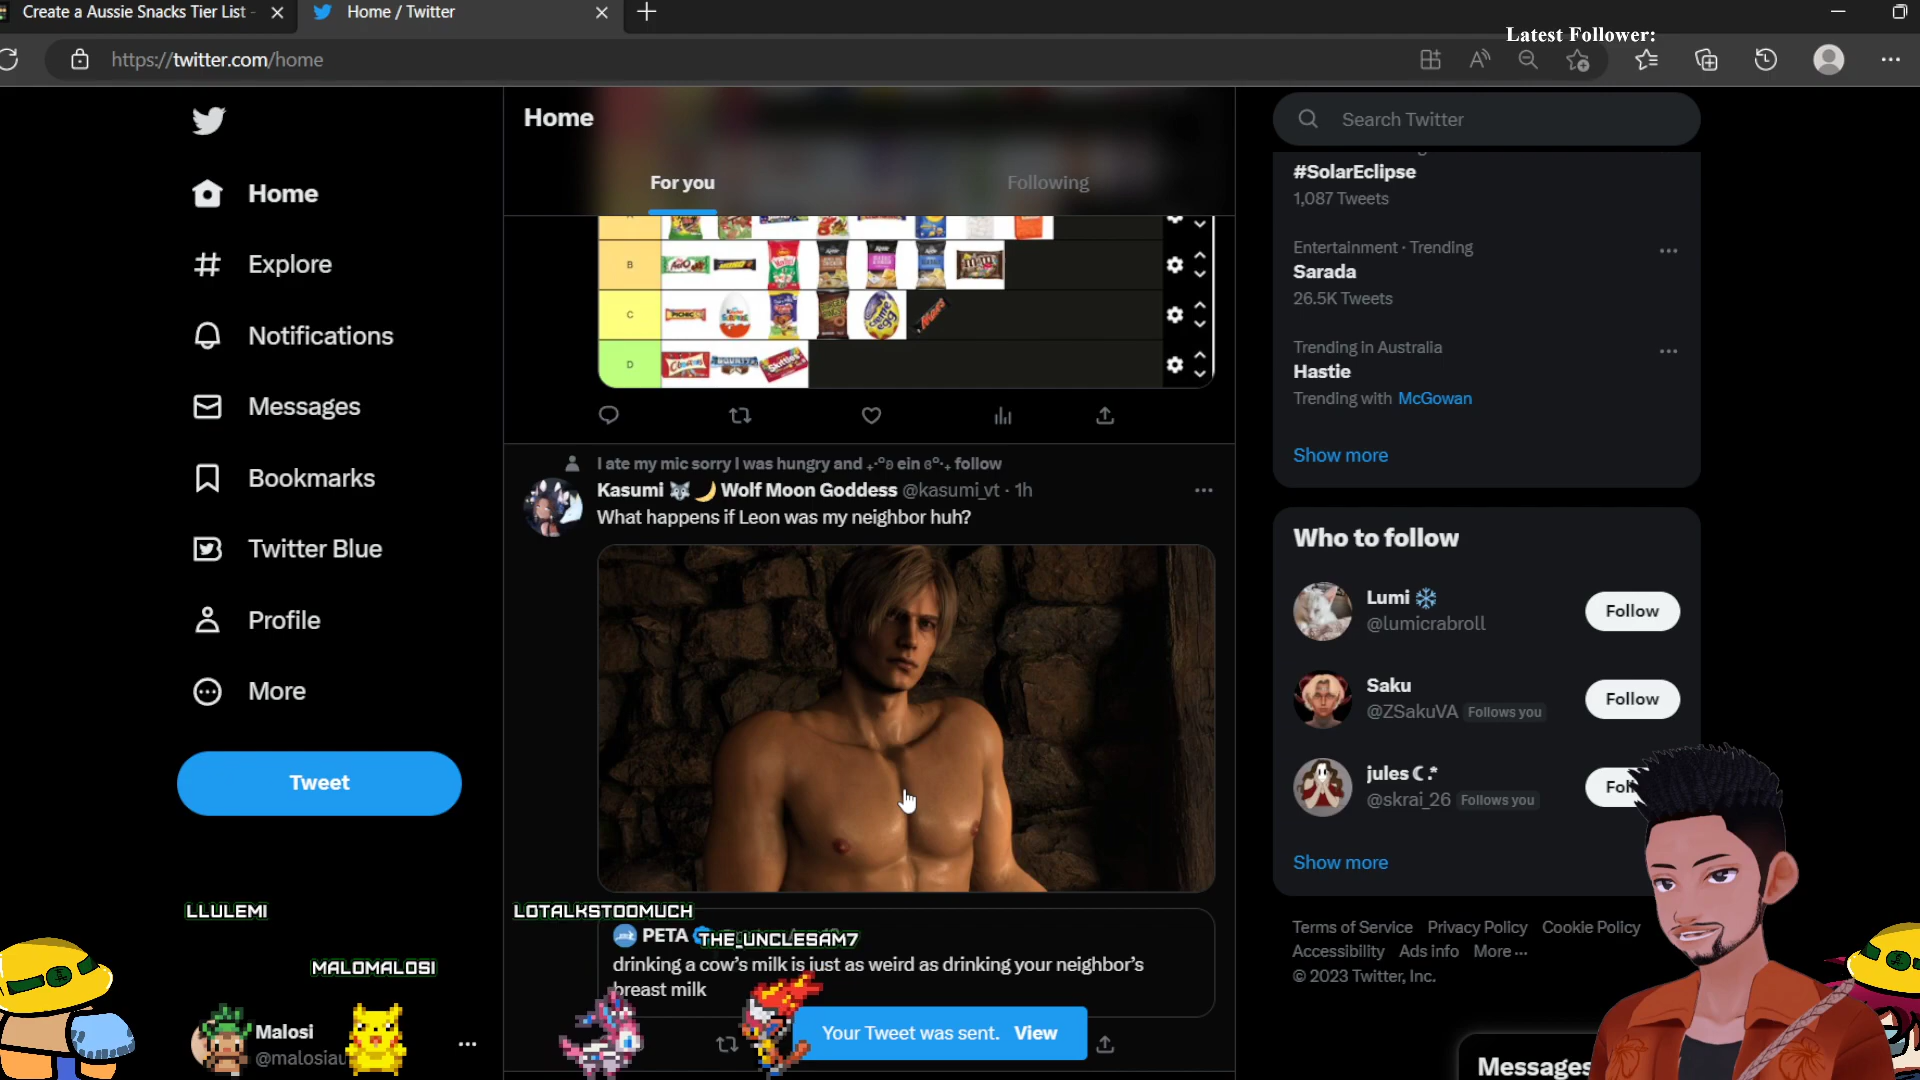 Create a Aussie Snacks Tier List -
Home / Twitter
Latest Follower:
https://twitter.com/home
Home
For you
Following
Home
Explore
Notifications
Messages
Bookmarks
Twitter Blue
Profile
More
Tweet
LLULEMI
MALOMALOSI
Malosi
@malosiau
B
C
PICNIC
MARS
D
BOUNTY
Skittles
I ate my mic sorry I was hungry and ₊·°ʚ ein ɞ°·₊ follow
Kasumi 🐺 🌙 Wolf Moon Goddess @kasumi_vt · 1h
What happens if Leon was my neighbor huh?
LOTALKSTOOMUCH
PETA
THE_UNCLESAM7
drinking a cow's milk is just as weird as drinking your neighbor's
breast milk
Your Tweet was sent. View
Search Twitter
#SolarEclipse
1,087 Tweets
Entertainment · Trending
Sarada
26.5K Tweets
Trending in Australia
Hastie
Trending with McGowan
Show more
Who to follow
Lumi ❄️
@lumicrabroll
Follow
Saku
@ZSakuVA Follows you
Follow
jules ☾.*
@skrai_26 Follows you
Show more
Terms of Service Privacy Policy Cookie Policy
Accessibility Ads info More ···
© 2023 Twitter, Inc.
Messages